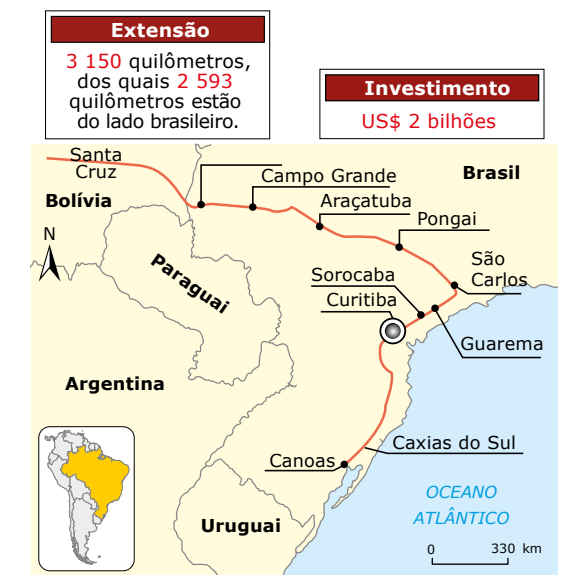 Extensão
3 150 quilômetros,
dos quais 2 593
quilômetros estão
do lado brasileiro.
Investimento
US$ 2 bilhões
Santa
Cruz
Bolívia
Campo Grande
Brasil
Araçatuba
Pongai
N
Paraguai
São
Carlos
Sorocaba
Curitiba
Guarema
Argentina
Caxias do Sul
Canoas
Uruguai
OCEANO
ATLÂNTICO
0 330 km